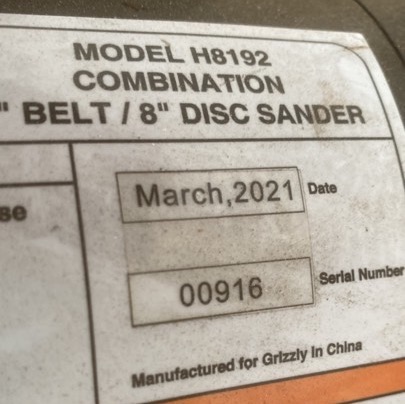 MODEL H8192
COMBINATION
" BELT / 8" DISC SANDER
March,2021 Date
se
00916 Serial Number
Manufactured for Grizzly in China